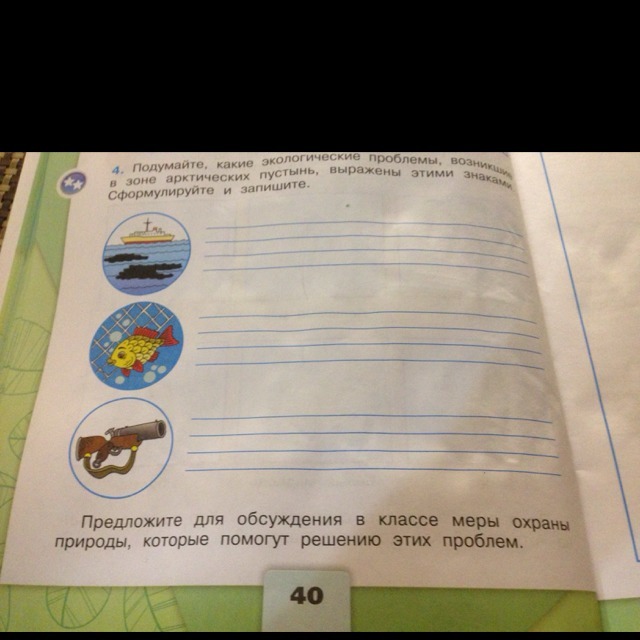 4. Подумайте, какие экологические проблемы, возникшие
в зоне арктических пустынь, выражены этими знаками.
Сформулируйте и запишите.
Предложите для обсуждения в классе меры охраны
природы, которые помогут решению этих проблем.
40